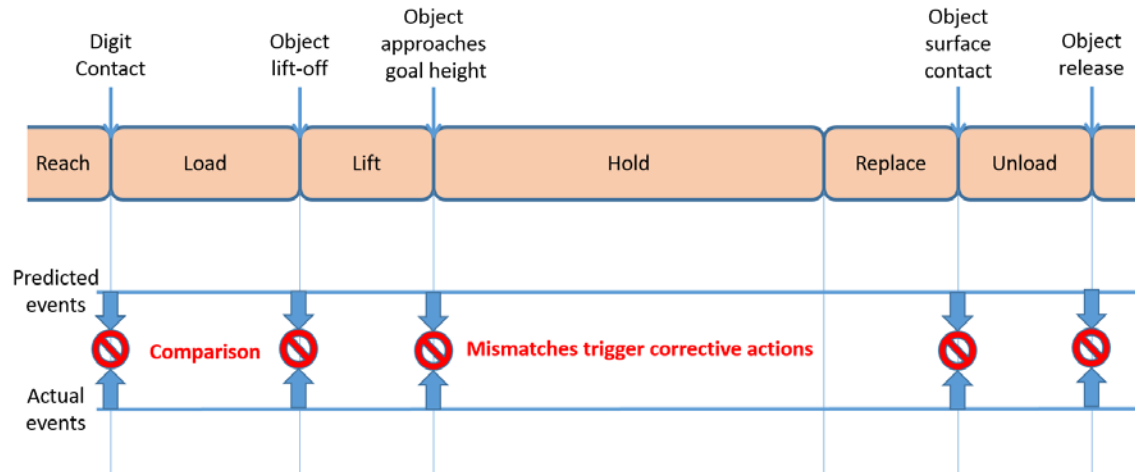 Digit
Contact
Object
lift-off
Object
approaches
goal height
Object
surface
contact
Object
release
Reach
Load
Lift
Hold
Replace
Unload
Predicted
events
Comparison
Mismatches trigger corrective actions
Actual
events